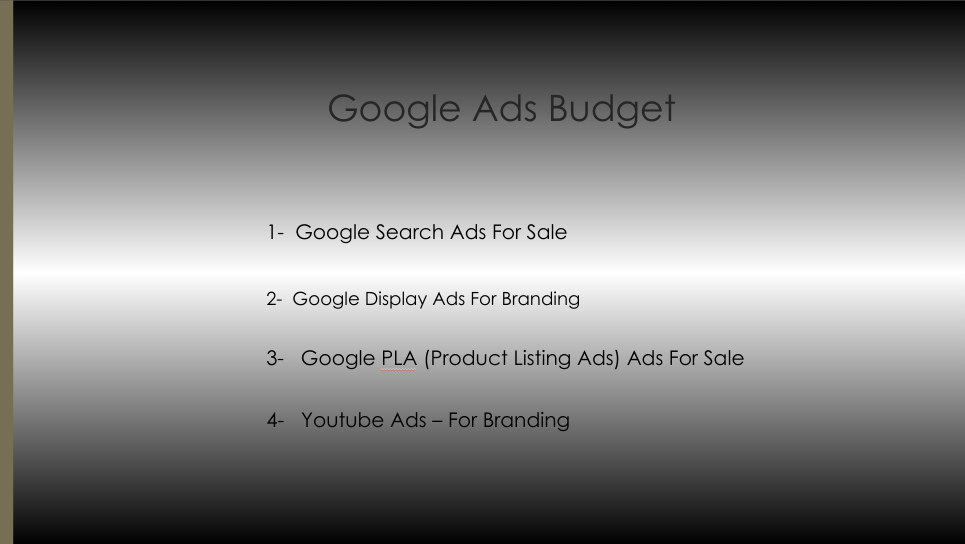 Google Ads Budget
1- Google Search Ads For Sale
2- Google Display Ads For Branding
3- Google PLA (Product Listing Ads) Ads For Sale
4- Youtube Ads – For Branding